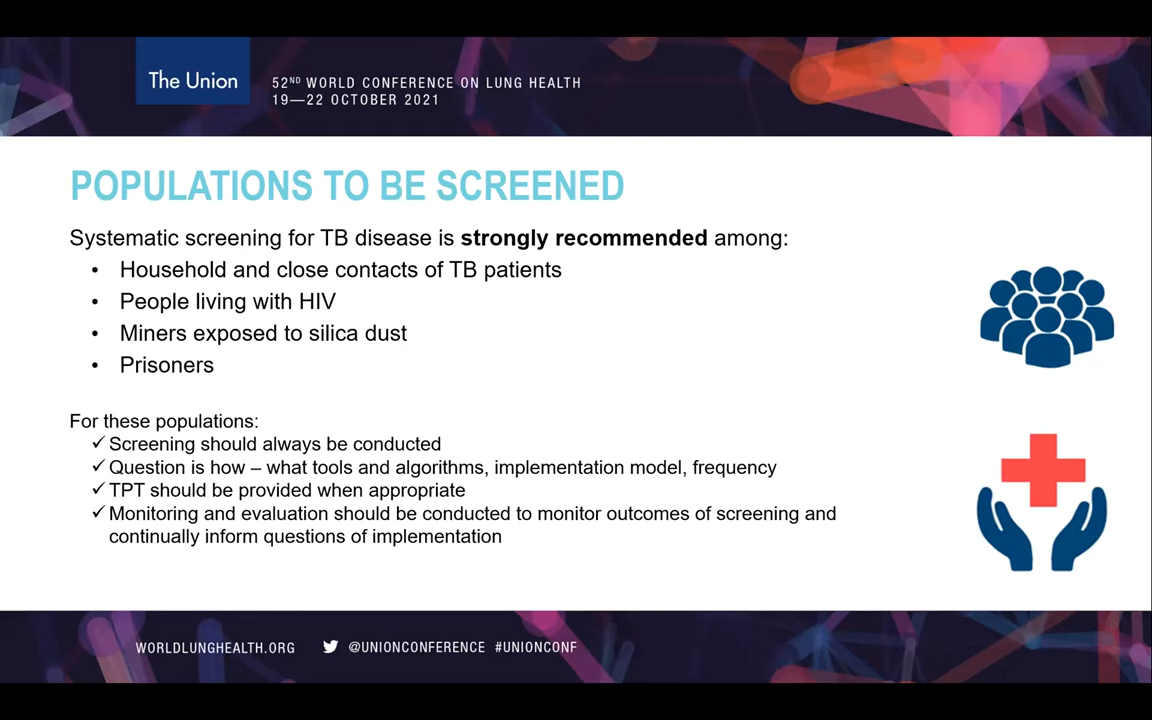 The Union
52ND WORLD CONFERENCE ON LUNG HEALTH
19—22 OCTOBER 2021
POPULATIONS TO BE SCREENED
Systematic screening for TB disease is strongly recommended among:
• Household and close contacts of TB patients
• People living with HIV
• Miners exposed to silica dust
• Prisoners
For these populations:
✓ Screening should always be conducted
✓ Question is how – what tools and algorithms, implementation model, frequency
✓ TPT should be provided when appropriate
✓ Monitoring and evaluation should be conducted to monitor outcomes of screening and
continually inform questions of implementation
WORLDLUNGHEALTH.ORG @UNIONCONFERENCE #UNIONCONF